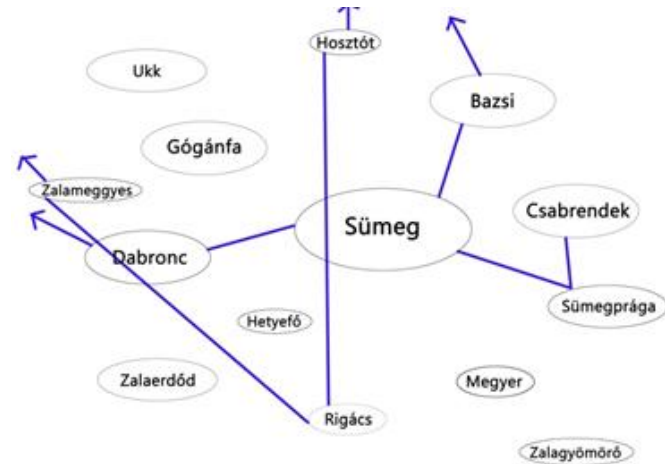 Hosztót
Ukk
Bazsi
Gógánfa
Zalameggyes
Csabrendek
Sümeg
Dabronc
Sümegprága
Hetyefő
Zalaerdőd
Megyer
Rigács
Zalagyömörő